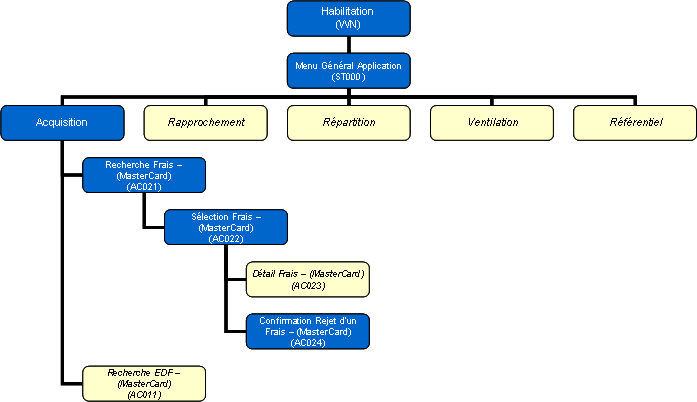 Habilitation
(VVN)
Menu Général Application
(ST000)
Acquisition
Rapprochement
Répartition
Ventilation
Référentiel
Recherche Frais –
(MasterCard)
(AC021)
Sélection Frais –
(MasterCard)
(AC022)
Détail Frais – (MasterCard)
(AC023)
Confirmation Rejet d'un
Frais – (MasterCard)
(AC024)
Recherche EDF –
(MasterCard)
(AC011)